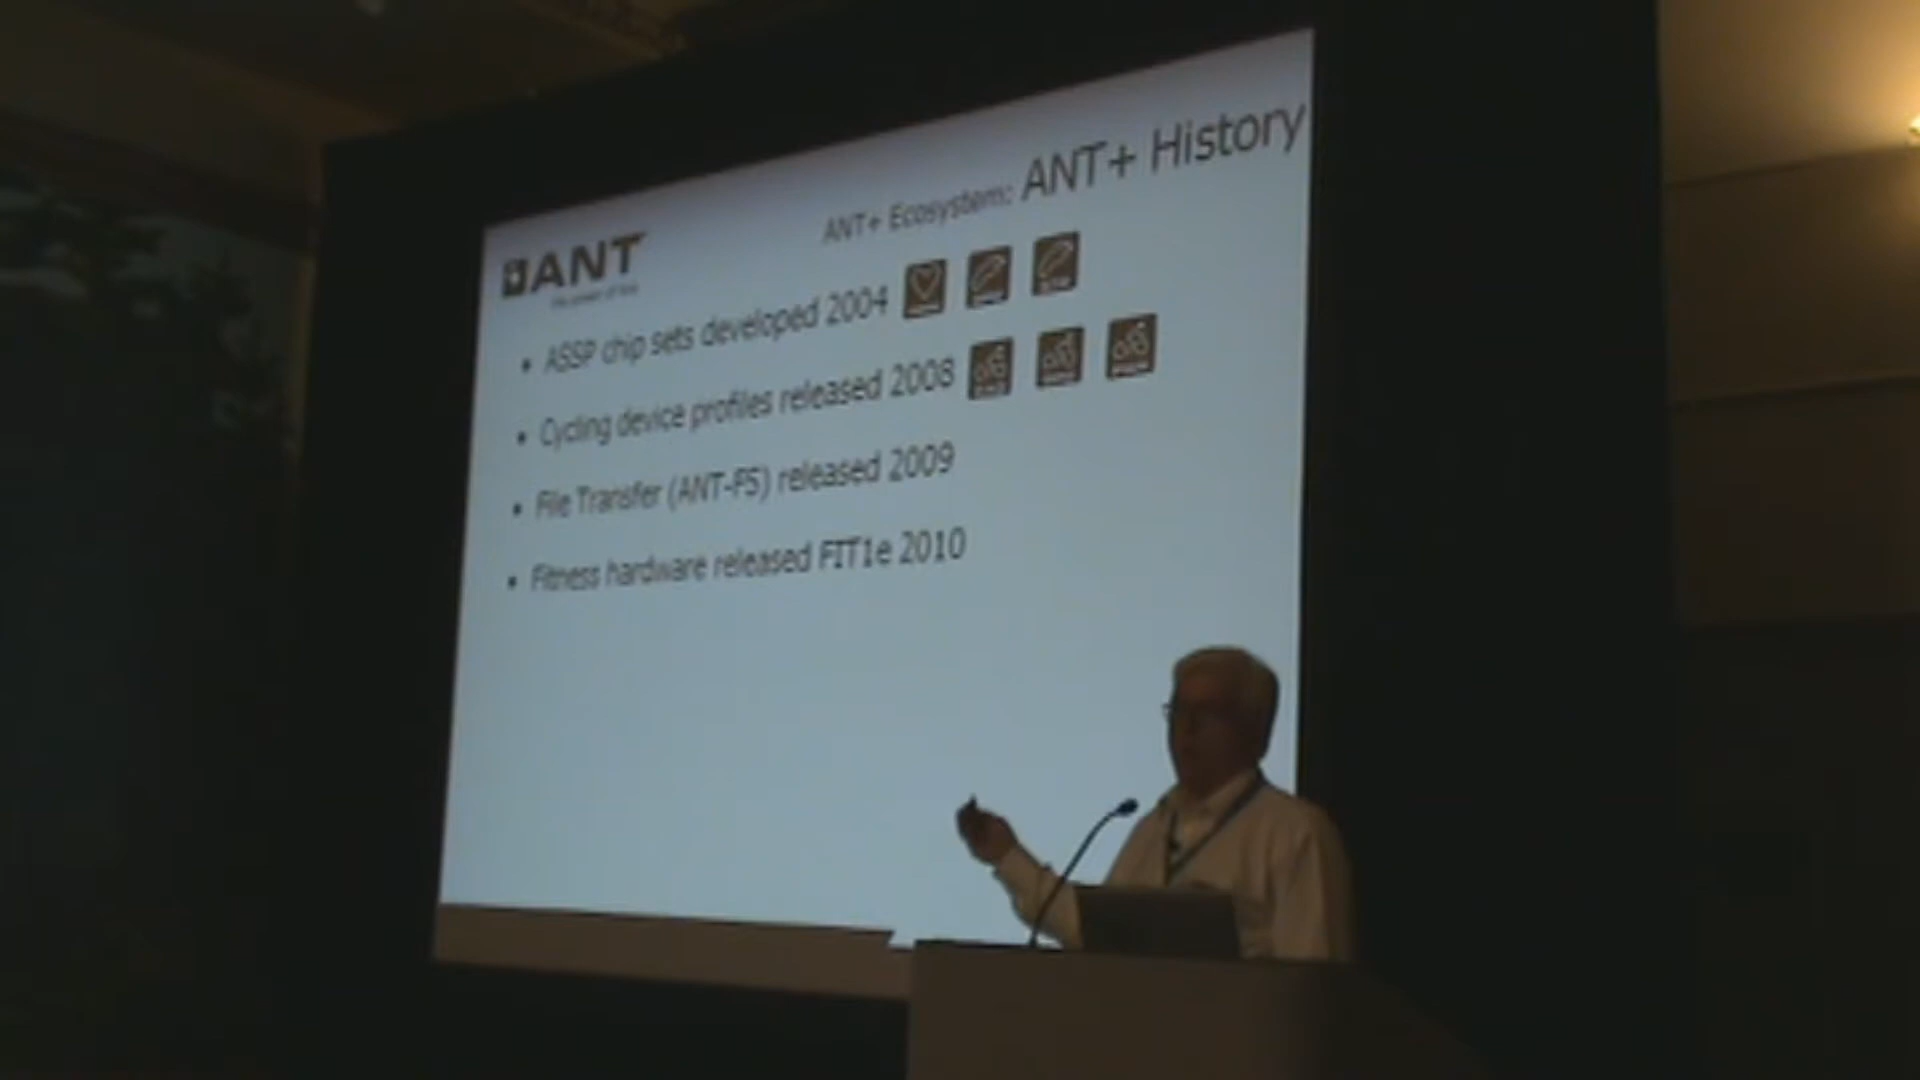 ANT+ Ecosystem: ANT+ History
ANT
ASSP chip sets developed 2004
Cycling device profiles released 2008
File Transfer (ANT-FS) released 2009
Fitness hardware released FIT1e 2010